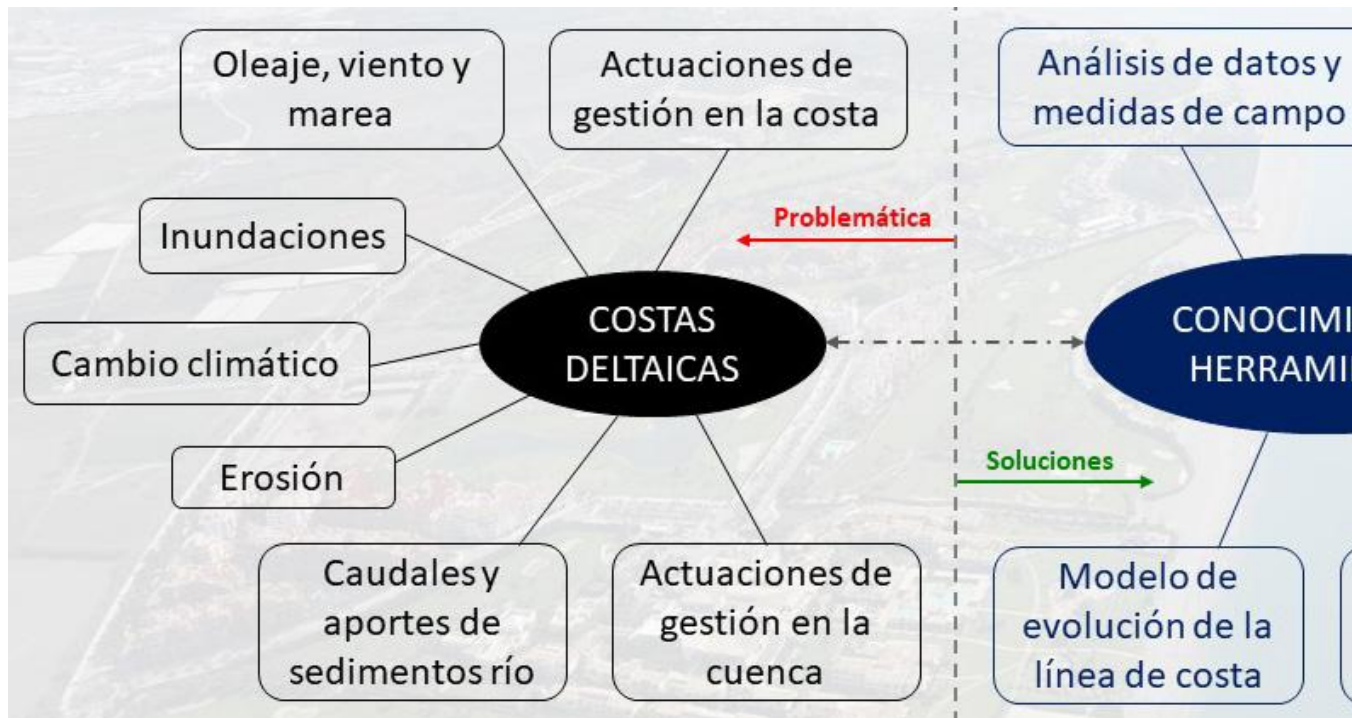 Oleaje, viento y
marea
Actuaciones de
gestión en la costa
Análisis de datos y
medidas de campo
Problemática
Inundaciones
COSTAS
DELTAICAS
Cambio climático
Erosión
Soluciones
Caudales y
aportes de
sedimentos río
Actuaciones de
gestión en la
cuenca
Modelo de
evolución de la
línea de costa